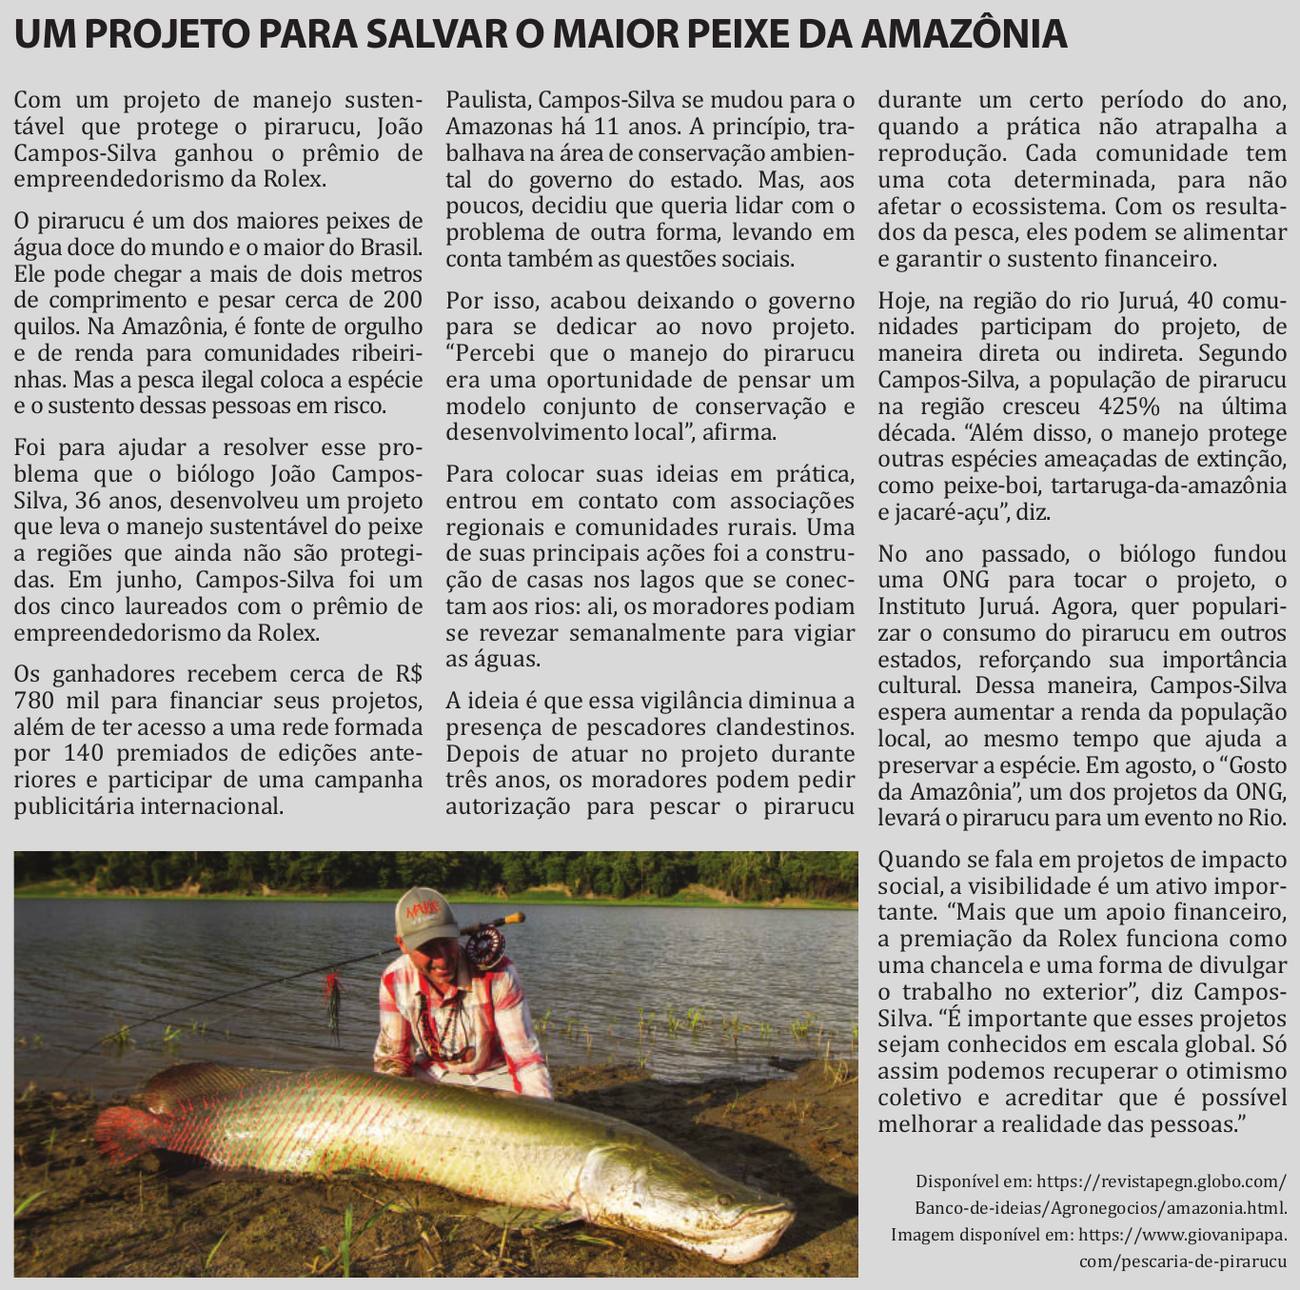 UM PROJETO PARA SALVAR O MAIOR PEIXE DA AMAZÔNIA
Com um projeto de manejo susten-
tável que protege o pirarucu, João
Campos-Silva ganhou o prêmio de
empreendedorismo da Rolex.
O pirarucu é um dos maiores peixes de
água doce do mundo e o maior do Brasil.
Ele pode chegar a mais de dois metros
de comprimento e pesar cerca de 200
quilos. Na Amazônia, é fonte de orgulho
e de renda para comunidades ribeiri-
nhas. Mas a pesca ilegal coloca a espécie
e o sustento dessas pessoas em risco.
Foi para ajudar a resolver esse pro-
blema que o biólogo João Campos-
Silva, 36 anos, desenvolveu um projeto
que leva o manejo sustentável do peixe
a regiões que ainda não são protegi-
das. Em junho, Campos-Silva foi um
dos cinco laureados com o prêmio de
empreendedorismo da Rolex.
Os ganhadores recebem cerca de R$
780 mil para financiar seus projetos,
além de ter acesso a uma rede formada
por 140 premiados de edições ante-
riores e participar de uma campanha
publicitária internacional.
Paulista, Campos-Silva se mudou para o
Amazonas há 11 anos. A princípio, tra-
balhava na área de conservação ambien-
tal do governo do estado. Mas, aos
poucos, decidiu que queria lidar com o
problema de outra forma, levando em
conta também as questões sociais.
Por isso, acabou deixando o governo
para se dedicar ao novo projeto.
“Percebi que o manejo do pirarucu
era uma oportunidade de pensar um
modelo conjunto de conservação e
desenvolvimento local”, afirma.
Para colocar suas ideias em prática,
entrou em contato com associações
regionais e comunidades rurais. Uma
de suas principais ações foi a constru-
ção de casas nos lagos que se conec-
tam aos rios: ali, os moradores podiam
se revezar semanalmente para vigiar
as águas.
A ideia é que essa vigilância diminua a
presença de pescadores clandestinos.
Depois de atuar no projeto durante
três anos, os moradores podem pedir
autorização para pescar o pirarucu
durante um certo período do ano,
quando a prática não atrapalha a
reprodução. Cada comunidade tem
uma cota determinada, para não
afetar o ecossistema. Com os resulta-
dos da pesca, eles podem se alimentar
e garantir o sustento financeiro.
Hoje, na região do rio Juruá, 40 comu-
nidades participam do projeto, de
maneira direta ou indireta. Segundo
Campos-Silva, a população de pirarucu
na região cresceu 425% na última
década. “Além disso, o manejo protege
outras espécies ameaçadas de extinção,
como peixe-boi, tartaruga-da-amazônia
e jacaré-açu”, diz.
No ano passado, o biólogo fundou
uma ONG para tocar o projeto, o
Instituto Juruá. Agora, quer populari-
zar o consumo do pirarucu em outros
estados, reforçando sua importância
cultural. Dessa maneira, Campos-Silva
espera aumentar a renda da população
local, ao mesmo tempo que ajuda a
preservar a espécie. Em agosto, o “Gosto
da Amazônia”, um dos projetos da ONG,
levará o pirarucu para um evento no Rio.
Quando se fala em projetos de impacto
social, a visibilidade é um ativo impor-
tante. “Mais que um apoio financeiro,
a premiação da Rolex funciona como
uma chancela e uma forma de divulgar
o trabalho no exterior”, diz Campos-
Silva. “É importante que esses projetos
sejam conhecidos em escala global. Só
assim podemos recuperar o otimismo
coletivo e acreditar que é possível
melhorar a realidade das pessoas.”
Disponível em: https://revistapegn.globo.com/
Banco-de-ideias/Agronegocios/amazonia.html.
Imagem disponível em: https://www.giovanipapa.
com/pescaria-de-pirarucu